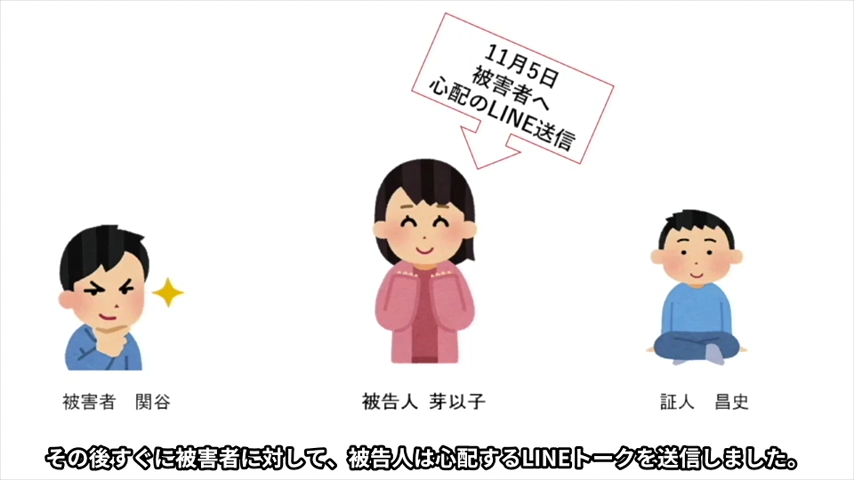 11月5日
被害者へ
心配のLINE送信
被害者　関谷
被告人 芽以子
証人　昌史
その後すぐに被害者に対して、被告人は心配するLINEトークを送信しました。